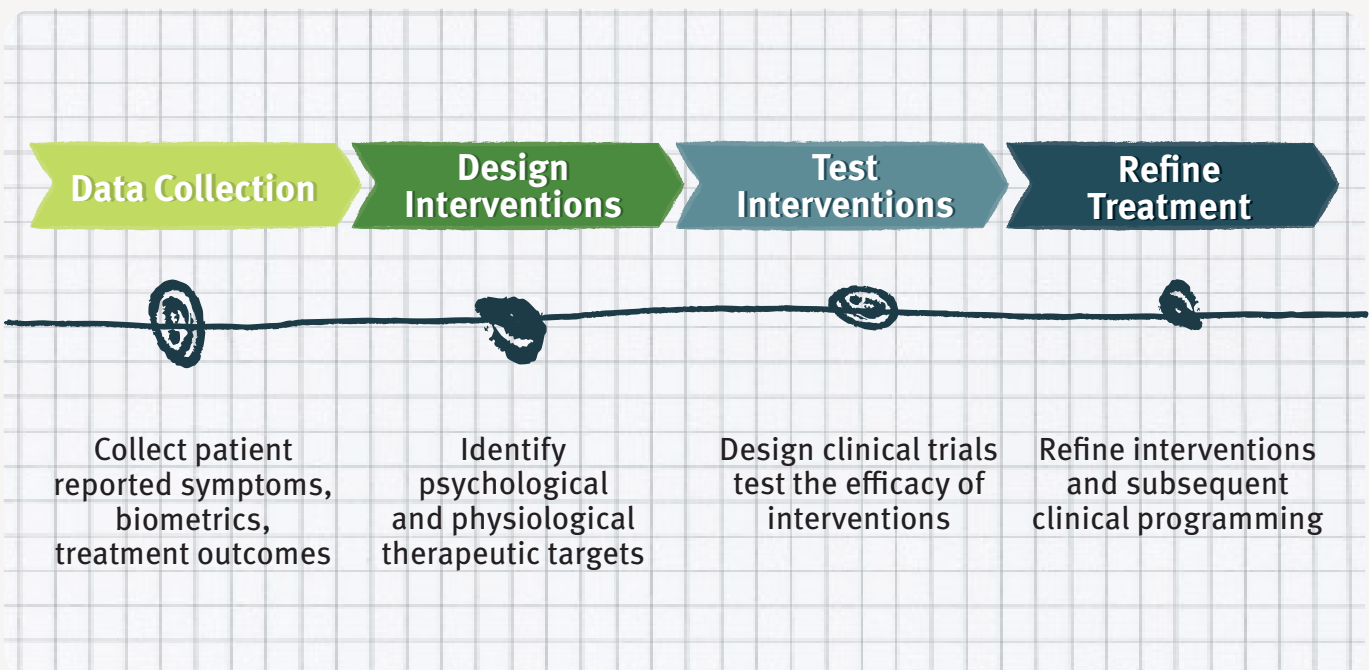 Data Collection
Design
Interventions
Test
Interventions
Refine
Treatment
Collect patient
reported symptoms,
biometrics,
treatment outcomes
Identify
psychological
and physiological
therapeutic targets
Design clinical trials
test the efficacy of
interventions
Refine interventions
and subsequent
clinical programming